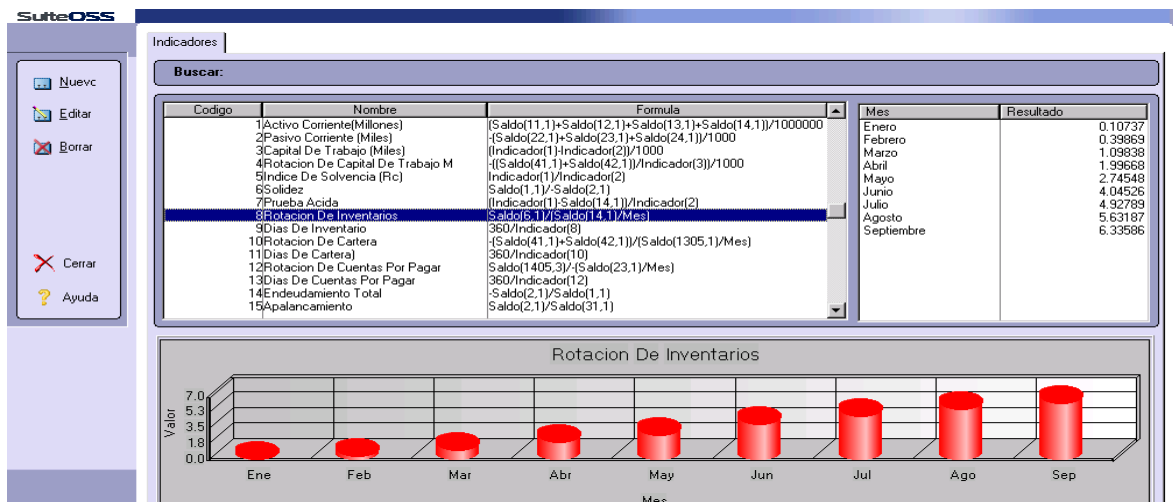 SuiteOSS
Indicadores
Nuevo
Editar
Borrar
Cerrar
Ayuda
Buscar:
Codigo Nombre Formula
1 Activo Corriente(Millones) (Saldo(11,1)+Saldo(12,1)+Saldo(13,1)+Saldo(14,1))/1000000
2 Pasivo Corriente (Miles) -(Saldo(22,1)+Saldo(23,1)+Saldo(24,1))/1000
3 Capital De Trabajo (Miles) (Indicador(1)-Indicador(2))/1000
4 Rotacion De Capital De Trabajo M -((Saldo(41,1)+Saldo(42,1))/Indicador(3))/1000
5 Indice De Solvencia (Rc) Indicador(1)/Indicador(2)
6 Solidez Saldo(1,1)/-Saldo(2,1)
7 Prueba Acida (Indicador(1)-Saldo(14,1))/Indicador(2)
8 Rotacion De Inventarios Saldo(6,1)/(Saldo(14,1)/Mes)
9 Dias De Inventario 360/Indicador(8)
10 Rotacion De Cartera -(Saldo(41,1)+Saldo(42,1))/(Saldo(1305,1)/Mes)
11 Dias De Cartera) 360/Indicador(10)
12 Rotacion De Cuentas Por Pagar Saldo(1405,3)/-(Saldo(23,1)/Mes)
13 Dias De Cuentas Por Pagar 360/Indicador(12)
14 Endeudamiento Total -Saldo(2,1)/Saldo(1,1)
15 Apalancamiento Saldo(2,1)/Saldo(31,1)
Mes Resultado
Enero 0.10737
Febrero 0.39869
Marzo 1.09838
Abril 1.99668
Mayo 2.74548
Junio 4.04526
Julio 4.92789
Agosto 5.63187
Septiembre 6.33586
Rotacion De Inventarios
Valor
7.0
5.3
3.5
1.8
0.0
Ene Feb Mar Abr May Jun Jul Ago Sep
Mes